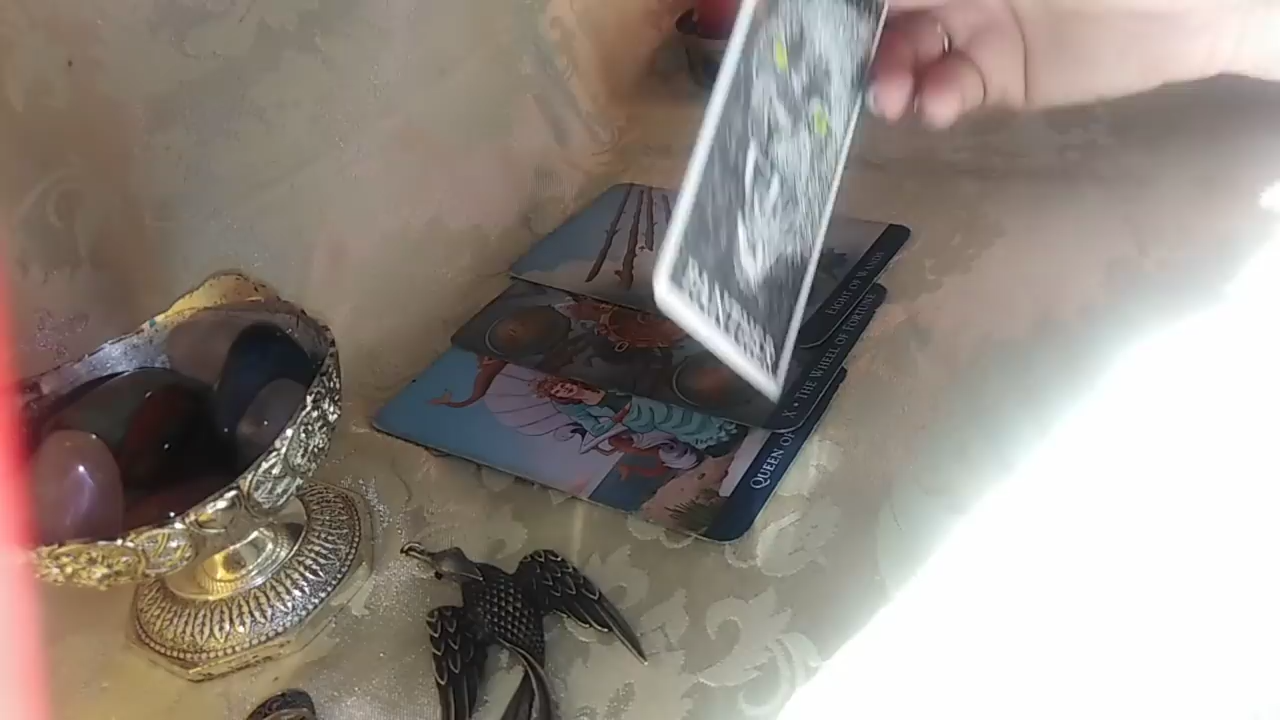 EIGHT OF WANDS
X • THE WHEEL OF FORTUNE
QUEEN OF